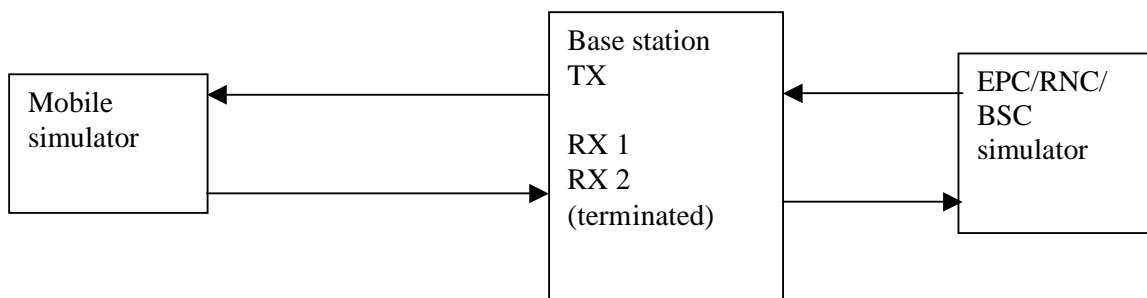 Mobile
simulator
Base station
TX
RX 1
RX 2
(terminated)
EPC/RNC/
BSC
simulator